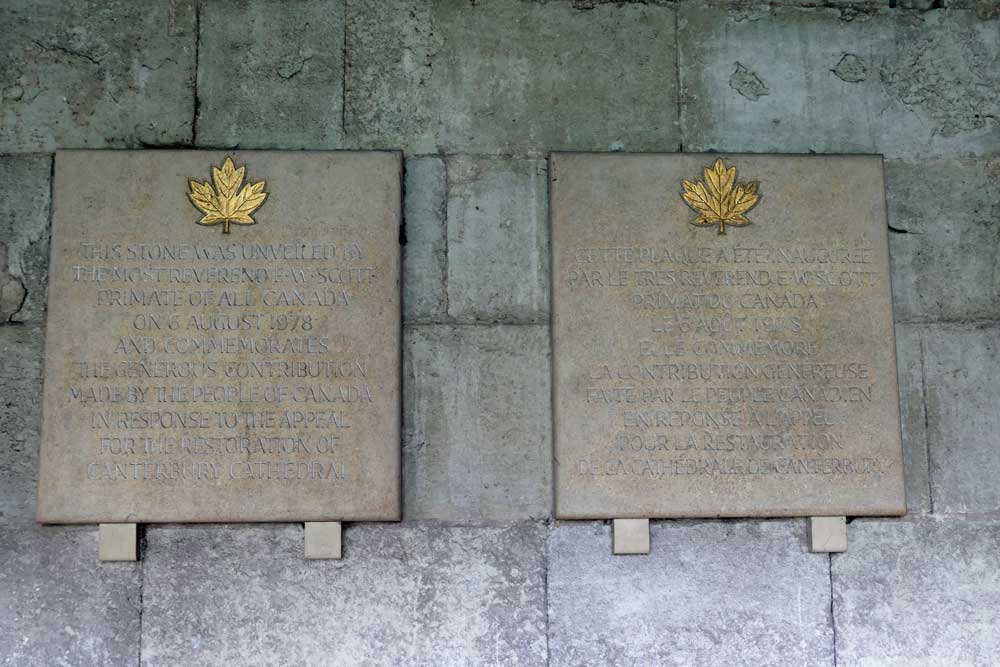 THIS STONE WAS UNVEILED BY
THE MOST REVEREND E·W·SCOTT
PRIMATE OF ALL CANADA
ON 6 AUGUST 1978
AND COMMEMORATES
THE GENEROUS CONTRIBUTION
MADE BY THE PEOPLE OF CANADA
IN RESPONSE TO THE APPEAL
FOR THE RESTORATION OF
CANTERBURY CATHEDRAL
CETTE PLAQUE A ÉTÉ INAUGURÉE
PAR LE TRÈS REVEREND E·W·SCOTT
PRIMAT DU CANADA
LE 6 AOÛT 1978
ELLE COMMÉMORE
LA CONTRIBUTION GÉNÉREUSE
FAITE PAR LE PEUPLE CANADIEN
EN RÉPONSE À L'APPEL
POUR LA RESTAURATION
DE LA CATHÉDRALE DE CANTERBURY